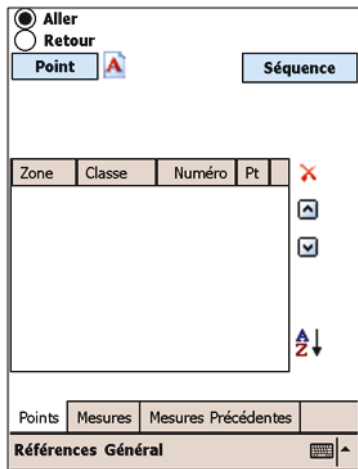 Aller
Retour
Point A Séquence
Zone Classe Numéro Pt
A
Z
Points Mesures Mesures Précédentes
Références Général